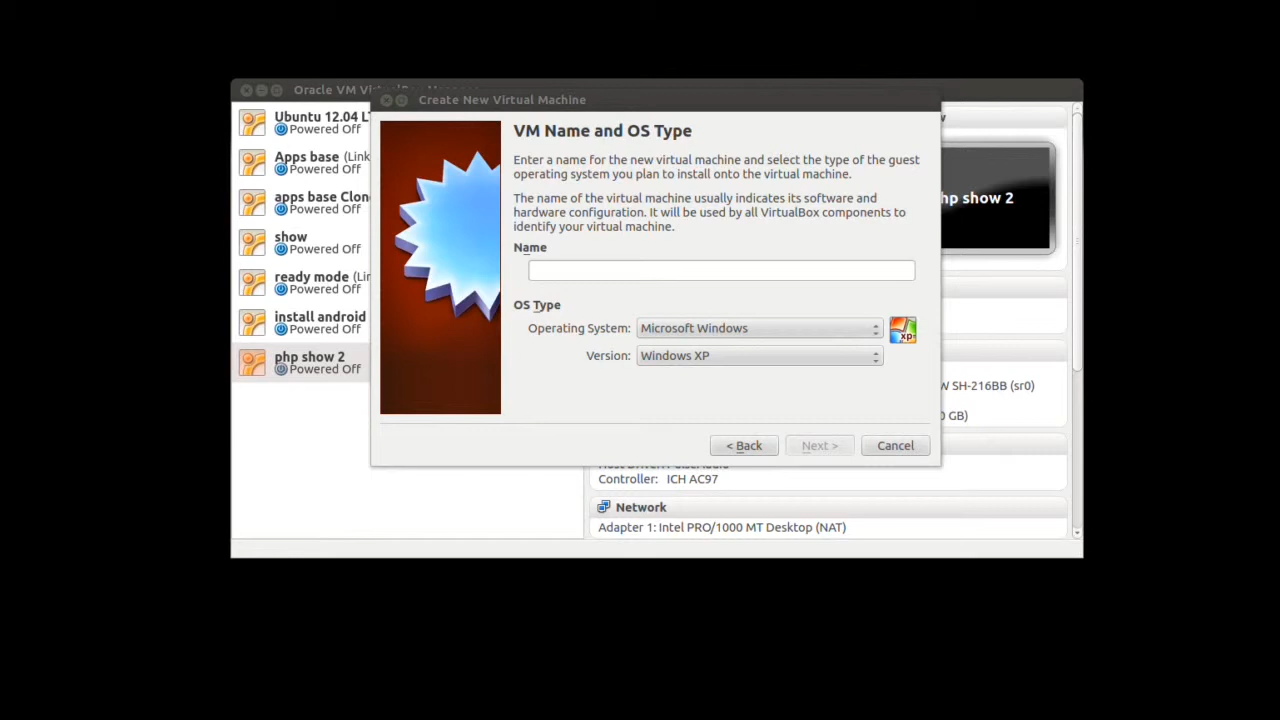 Oracle VM
Create New Virtual Machine
Ubuntu 12.04
Powered Off
Apps base (Link
Powered Off
apps base Clon
Powered Off
show
Powered Off
ready mode (Lin
Powered Off
install android
Powered Off
php show 2
Powered Off
VM Name and OS Type
Enter a name for the new virtual machine and select the type of the guest
operating system you plan to install onto the virtual machine.
The name of the virtual machine usually indicates its software and
hardware configuration. It will be used by all VirtualBox components to
identify your virtual machine.
Name
OS Type
Operating System: Microsoft Windows
xp
Version: Windows XP
< Back
Next >
Cancel
hp show 2
W SH-216BB (sr0)
0 GB)
Controller: ICH AC97
Network
Adapter 1: Intel PRO/1000 MT Desktop (NAT)